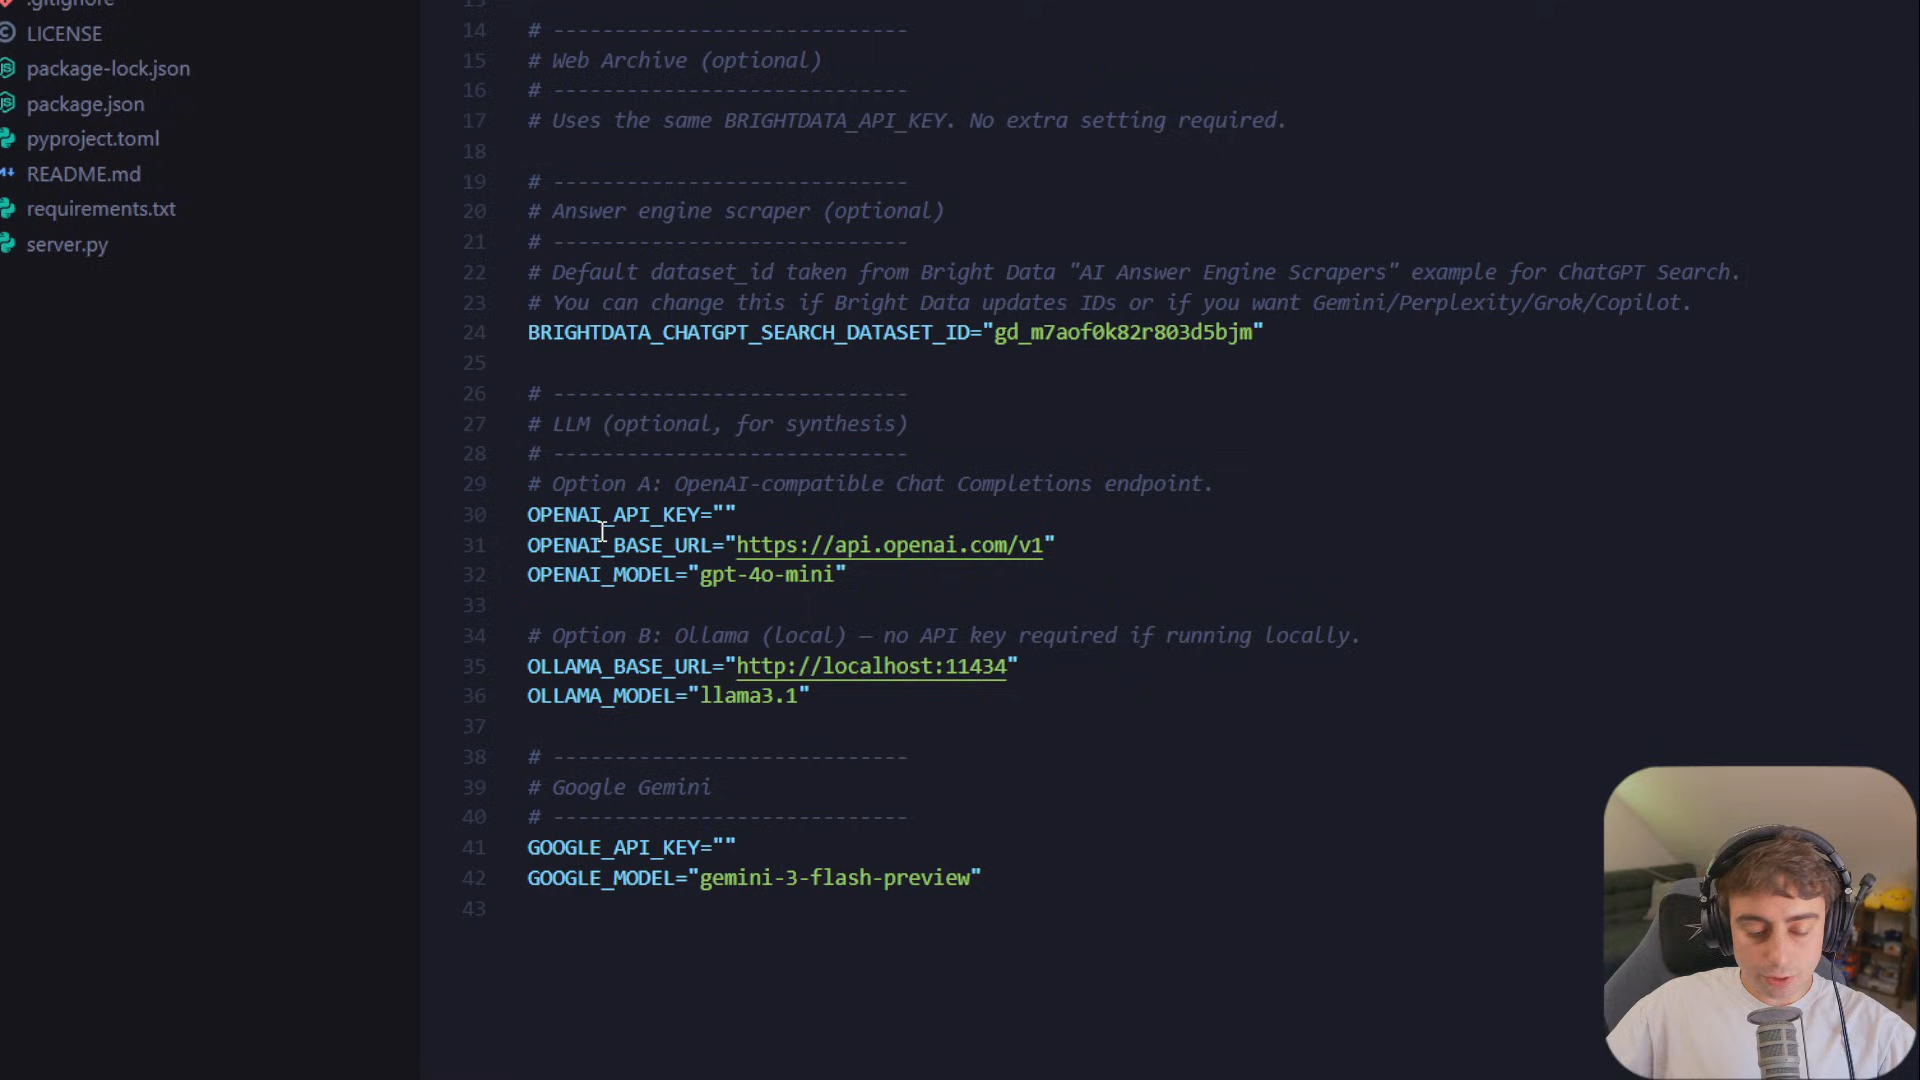 .gitignore
LICENSE
package-lock.json
package.json
pyproject.toml
README.md
requirements.txt
server.py
13
14 # -----------------------------
15 # Web Archive (optional)
16 # -----------------------------
17 # Uses the same BRIGHTDATA_API_KEY. No extra setting required.
18
19 # -----------------------------
20 # Answer engine scraper (optional)
21 # -----------------------------
22 # Default dataset_id taken from Bright Data "AI Answer Engine Scrapers" example for ChatGPT Search.
23 # You can change this if Bright Data updates IDs or if you want Gemini/Perplexity/Grok/Copilot.
24 BRIGHTDATA_CHATGPT_SEARCH_DATASET_ID="gd_m7aof0k82r803d5bjm"
25
26 # -----------------------------
27 # LLM (optional, for synthesis)
28 # -----------------------------
29 # Option A: OpenAI-compatible Chat Completions endpoint.
30 OPENAI_API_KEY=""
31 OPENAI_BASE_URL="https://api.openai.com/v1"
32 OPENAI_MODEL="gpt-4o-mini"
33
34 # Option B: Ollama (local) — no API key required if running locally.
35 OLLAMA_BASE_URL="http://localhost:11434"
36 OLLAMA_MODEL="llama3.1"
37
38 # -----------------------------
39 # Google Gemini
40 # -----------------------------
41 GOOGLE_API_KEY=""
42 GOOGLE_MODEL="gemini-3-flash-preview"
43